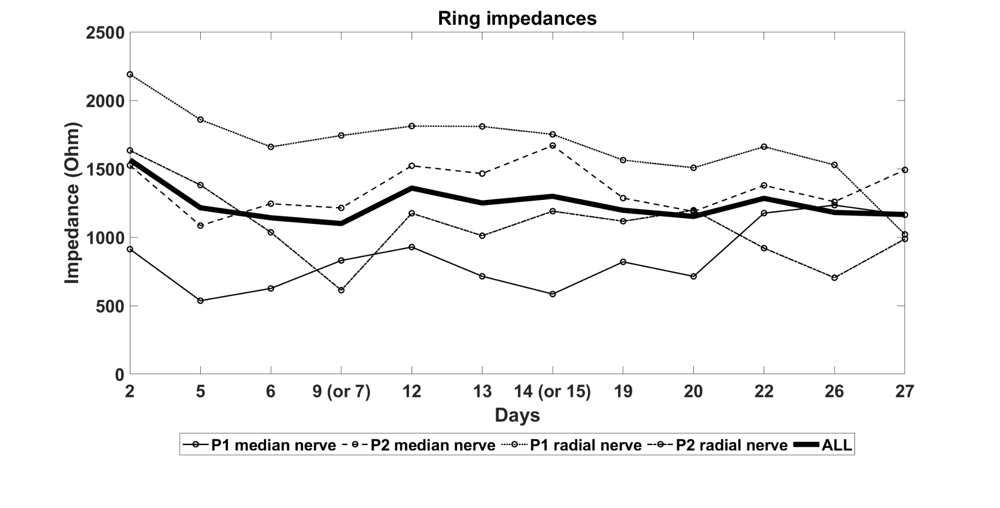 Ring impedances
2500
2000
1500
1000
500
0
Impedance (Ohm)
2 5 6 9 (or 7) 12 13 14 (or 15) 19 20 22 26 27
Days
P1 median nerve P2 median nerve P1 radial nerve P2 radial nerve ALL